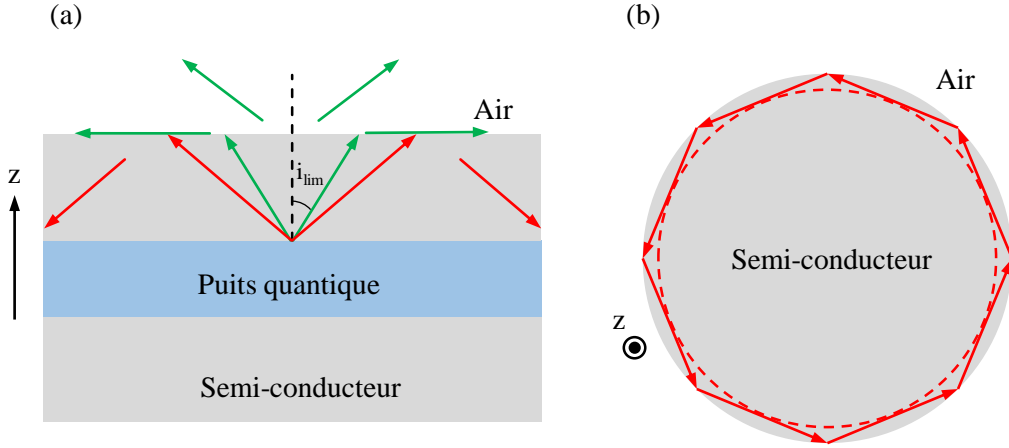 (a)
Air
i_lim
z
Puits quantique
Semi-conducteur
(b)
Air
Semi-conducteur
z